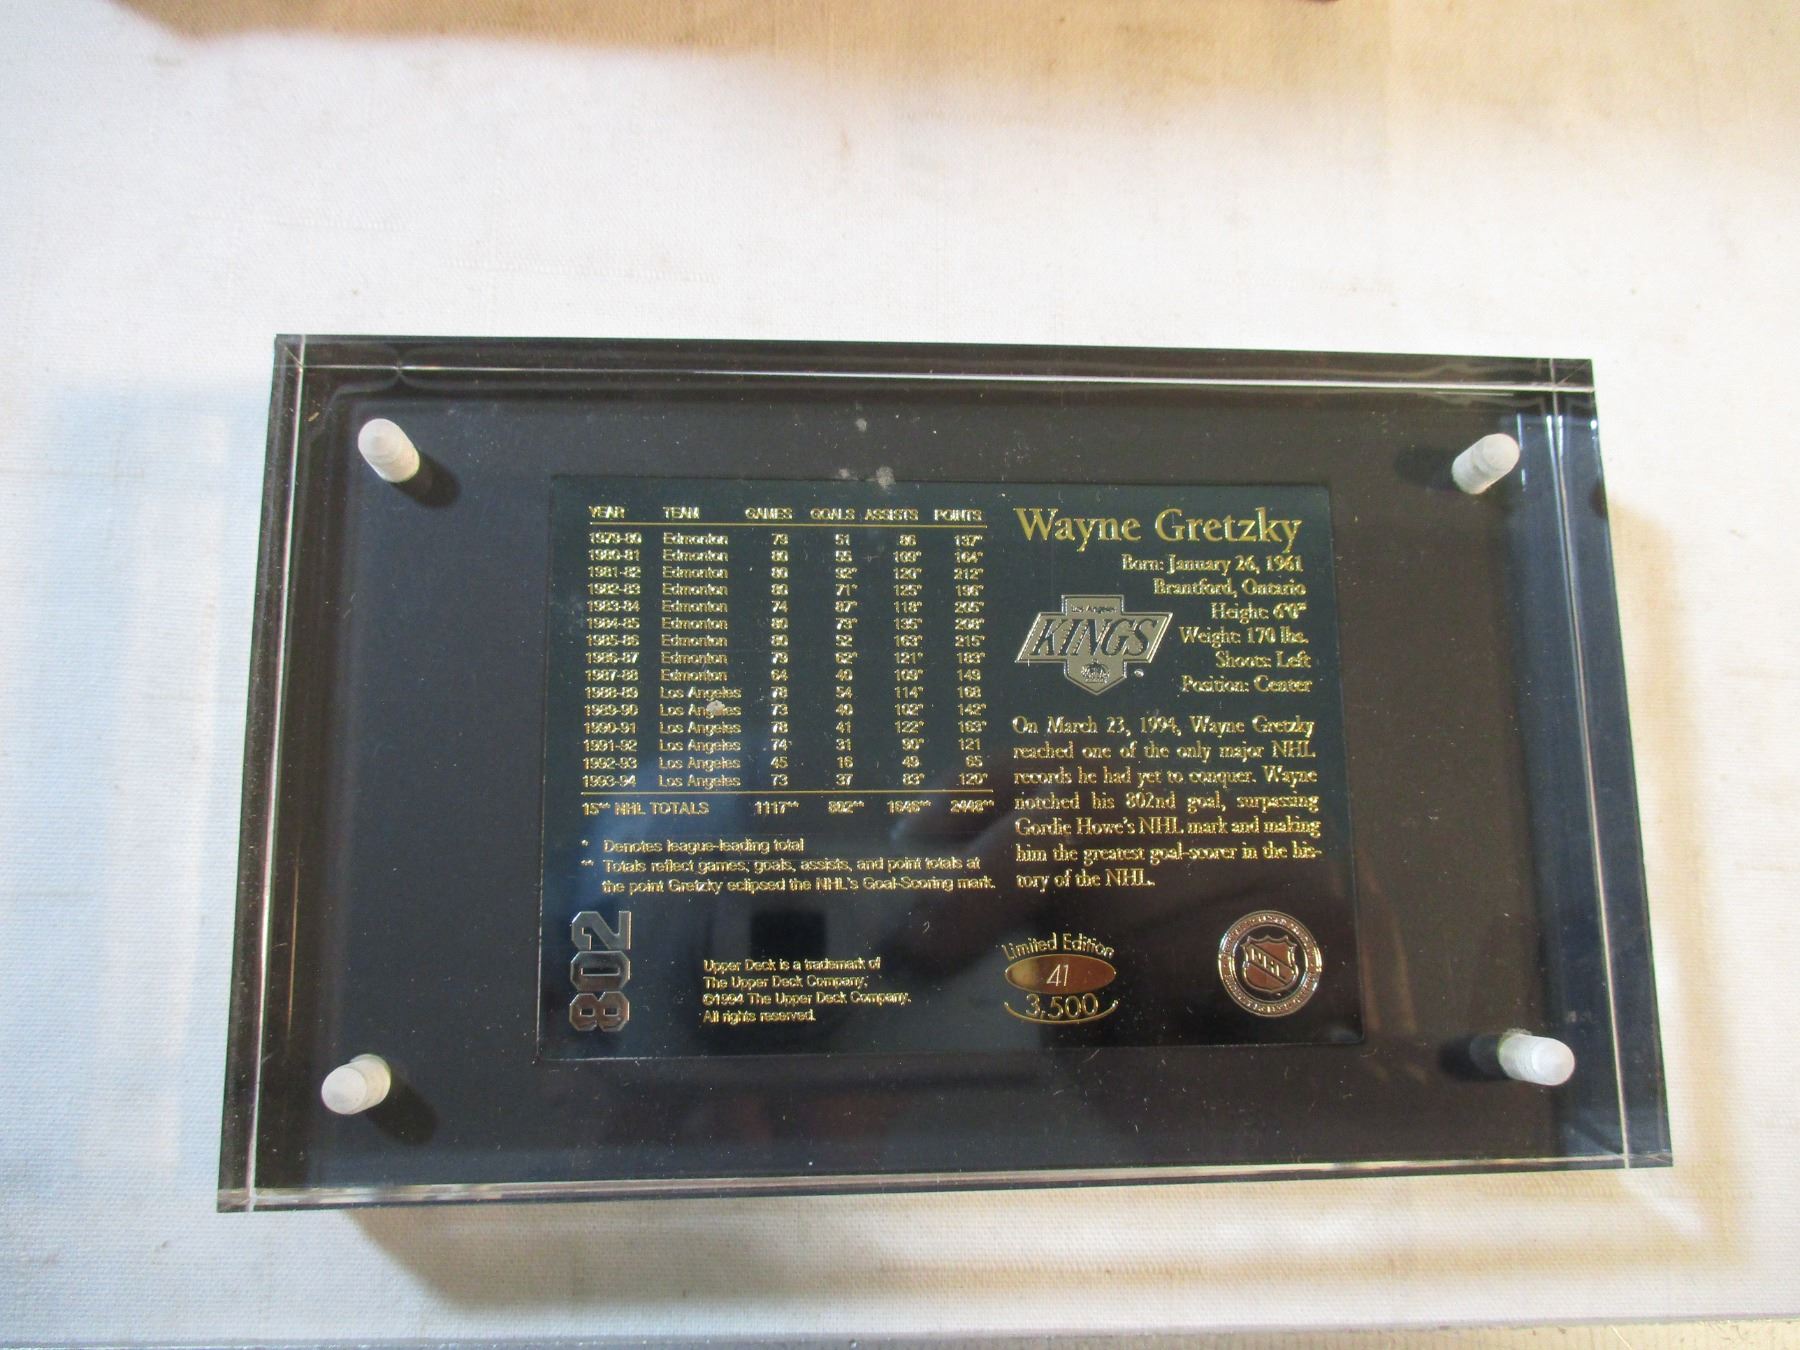 YEAR TEAM GAMES GOALS ASSISTS POINTS
1979-80 Edmonton 79 51 86 137*
1980-81 Edmonton 80 55 109* 164*
1981-82 Edmonton 80 92* 120* 212*
1982-83 Edmonton 80 71* 125* 196*
1983-84 Edmonton 74 87* 118* 205*
1984-85 Edmonton 80 73* 135* 208*
1985-86 Edmonton 80 52 163* 215*
1986-87 Edmonton 79 62* 121* 183*
1987-88 Edmonton 64 40 109* 149
1988-89 Los Angeles 78 54 114* 168
1989-90 Los Angeles 73 40 102* 142*
1990-91 Los Angeles 78 41 122* 163*
1991-92 Los Angeles 74 31 90* 121
1992-93 Los Angeles 45 16 49 65
1993-94 Los Angeles 73 37 83* 120*
15** NHL TOTALS 1117** 802** 1646** 2448**
* Denotes league-leading total
** Totals reflect games, goals, assists, and point totals at
the point Gretzky eclipsed the NHL's Goal-Scoring mark.
Wayne Gretzky
Born: January 26, 1961
Brantford, Ontario
Height: 6'0"
Weight: 170 lbs.
Shoots: Left
Position: Center
Los Angeles
KINGS
On March 23, 1994, Wayne Gretzky
reached one of the only major NHL
records he had yet to conquer. Wayne
notched his 802nd goal, surpassing
Gordie Howe's NHL mark and making
him the greatest goal-scorer in the his-
tory of the NHL.
802
Upper Deck is a trademark of
The Upper Deck Company.
©1994 The Upper Deck Company.
All rights reserved.
Limited Edition
41
3,500
NHL